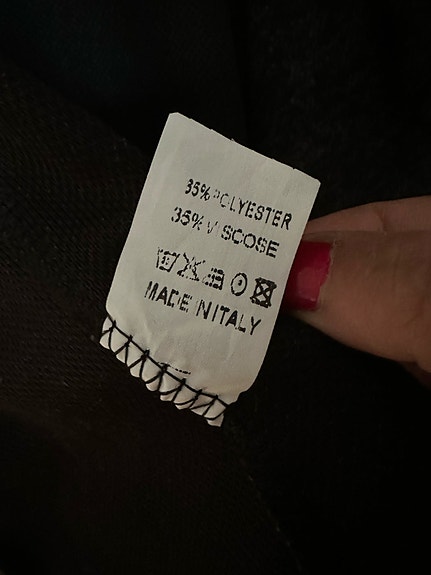 35% POLYESTER
35% VISCOSE
MADE IN ITALY